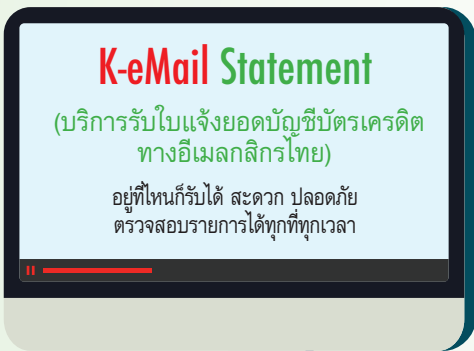 K-eMail Statement
(บริการรับใบแจ้งยอดบัญชีบัตรเครดิต
ทางอีเมลกสิกรไทย)
อยู่ที่ไหนก็รับได้ สะดวก ปลอดภัย
ตรวจสอบรายการได้ทุกที่ทุกเวลา